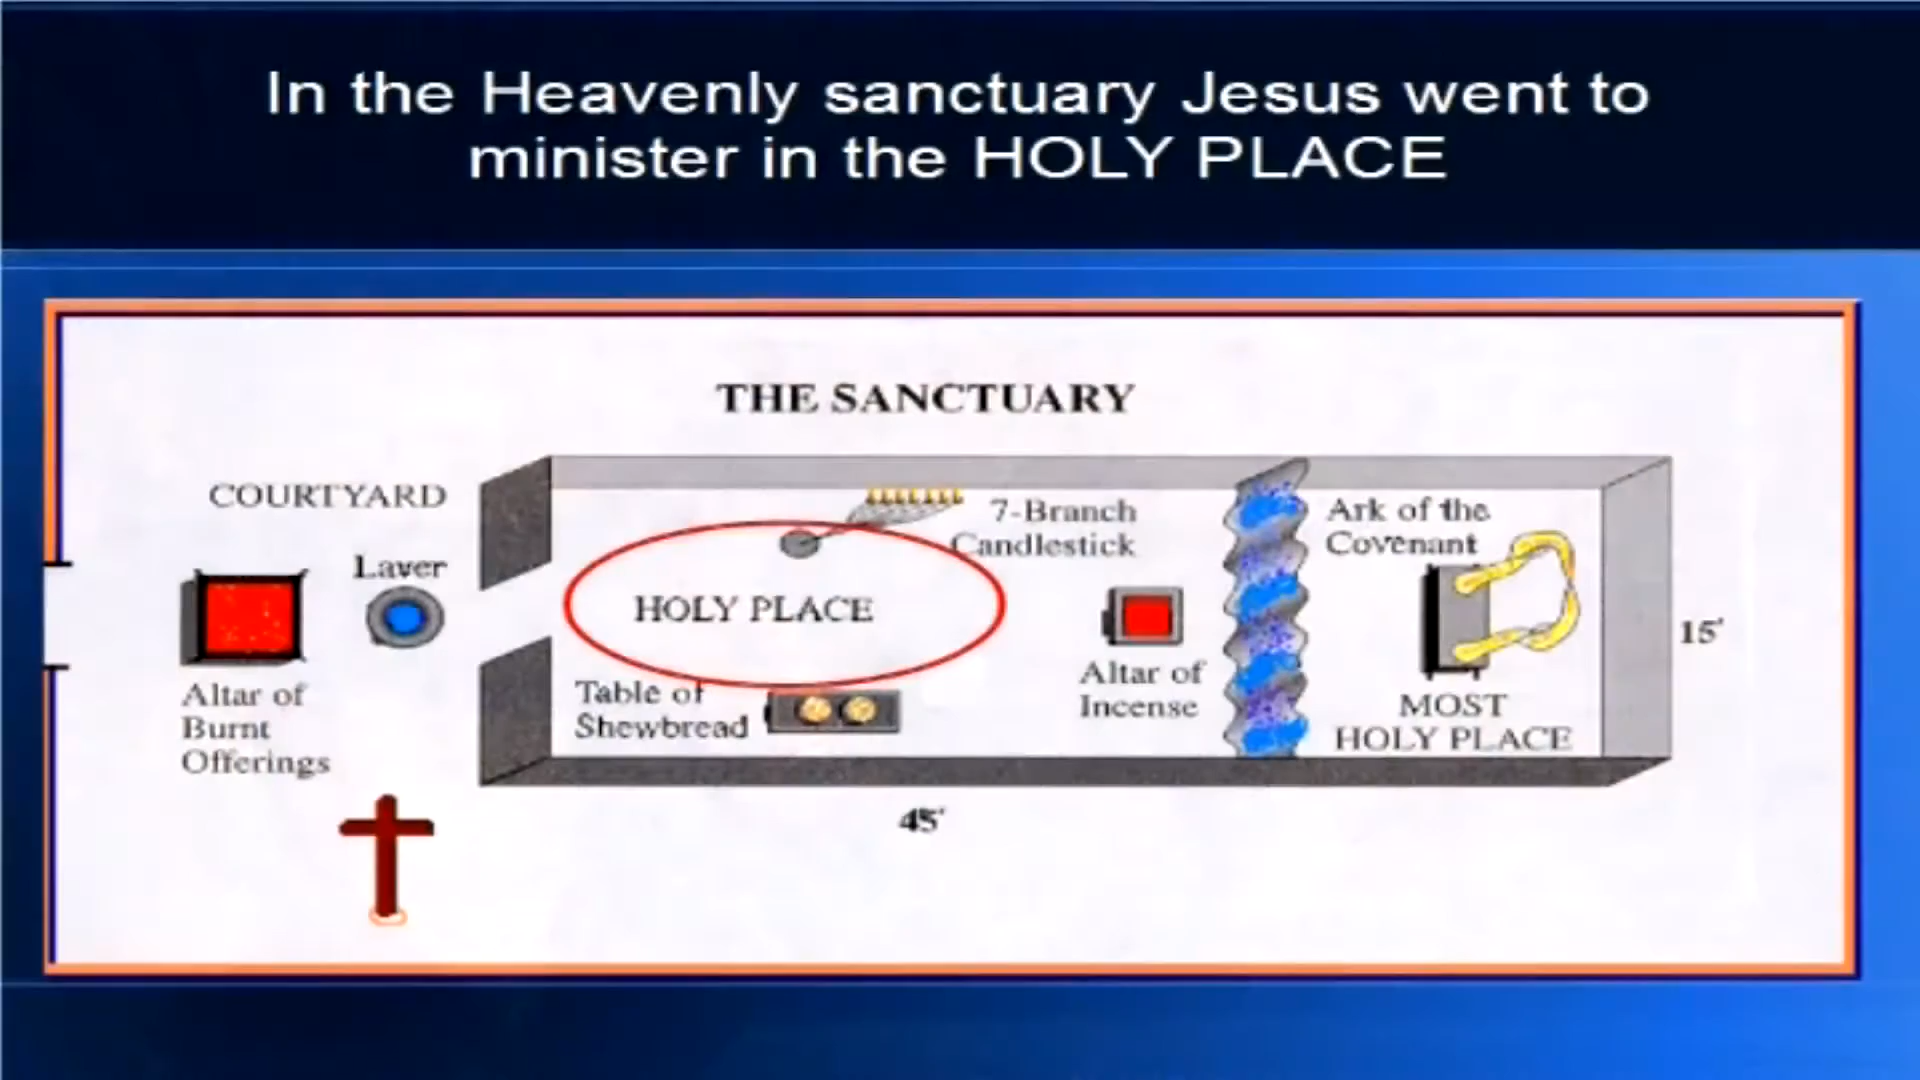 In the Heavenly sanctuary Jesus went to
minister in the HOLY PLACE
THE SANCTUARY
COURTYARD
Laver
Altar of
Burnt
Offerings
7-Branch
Candlestick
HOLY PLACE
Table of
Shewbread
Altar of
Incense
Ark of the
Covenant
MOST
HOLY PLACE
15'
45'